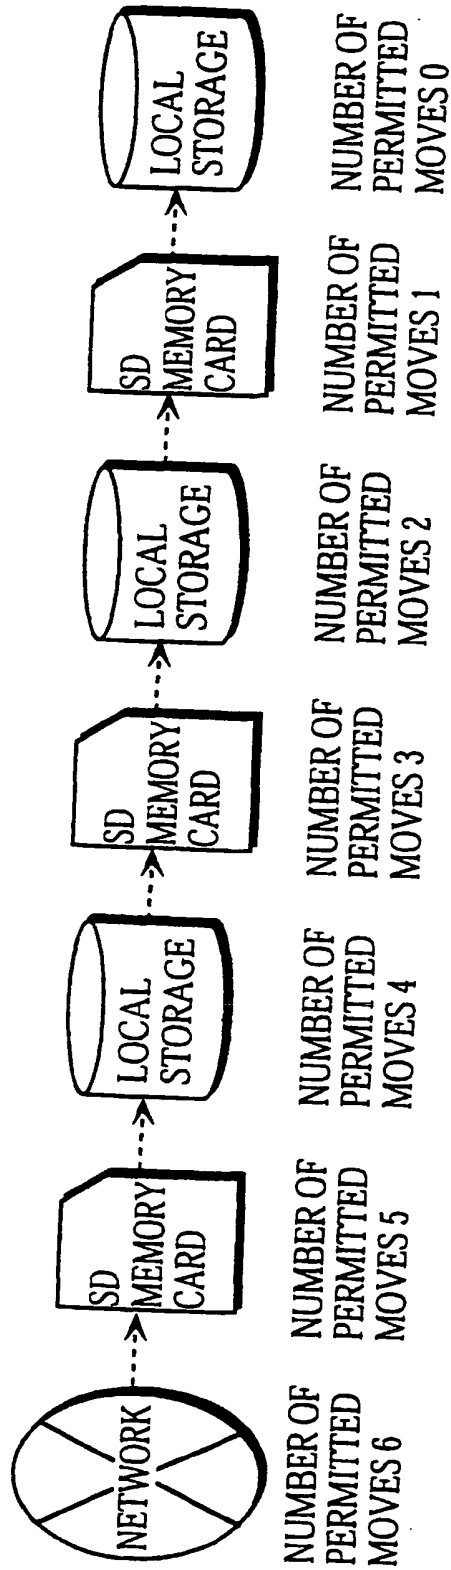 NETWORK
NUMBER OF
PERMITTED
MOVES 6
SD
MEMORY
CARD
NUMBER OF
PERMITTED
MOVES 5
LOCAL
STORAGE
NUMBER OF
PERMITTED
MOVES 4
SD
MEMORY
CARD
NUMBER OF
PERMITTED
MOVES 3
LOCAL
STORAGE
NUMBER OF
PERMITTED
MOVES 2
SD
MEMORY
CARD
NUMBER OF
PERMITTED
MOVES 1
LOCAL
STORAGE
NUMBER OF
PERMITTED
MOVES 0